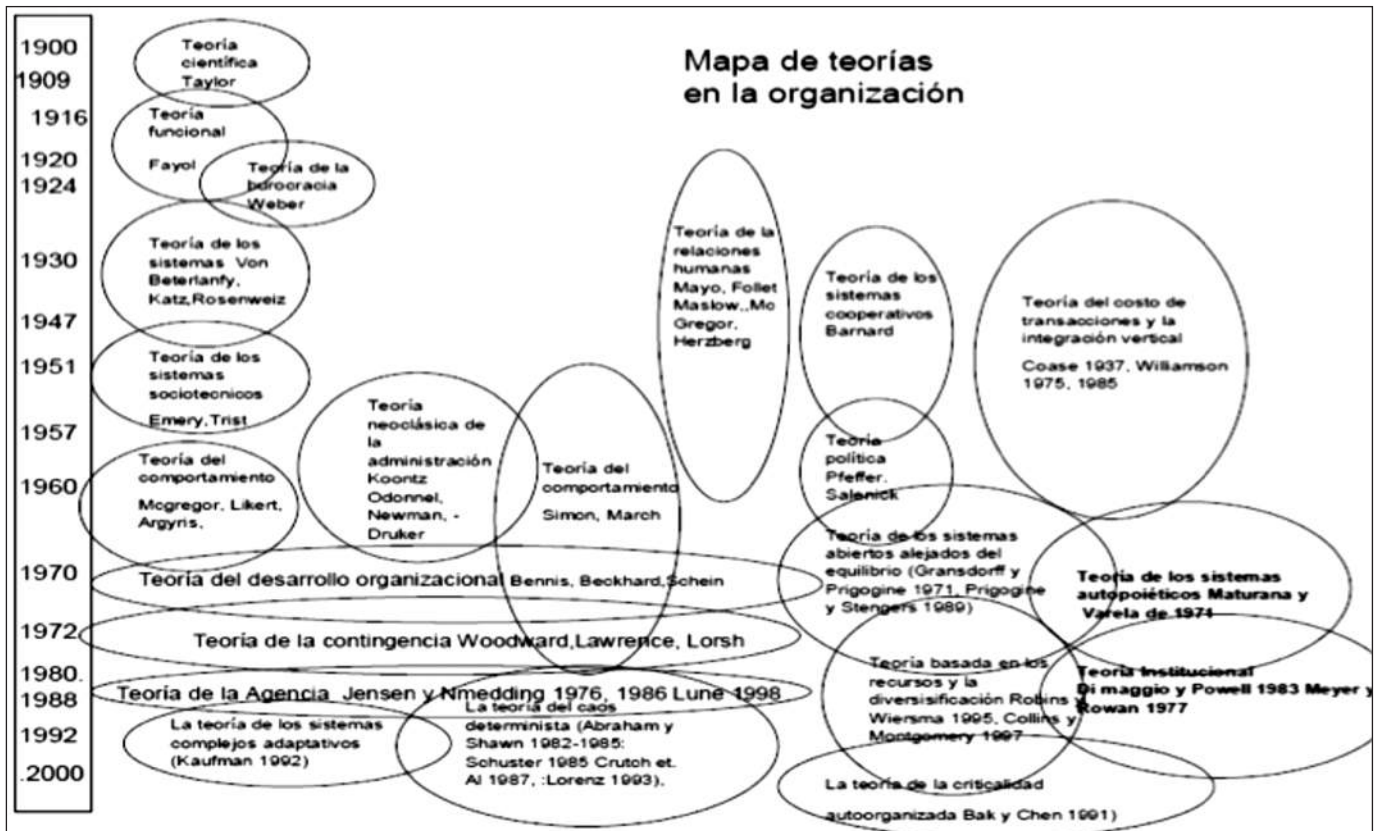 Mapa de teorías
en la organización
1900
1909
1916
1920
1924
1930
1947
1951
1957
1960
1970
1972
1980.
1988
1992
.2000
Teoría
científica
Taylor
Teoría
funcional
Fayol
Teoría de la
burocracia
Weber
Teoría de los
sistemas Von
Beterlanfy,
Katz,Rosenweiz
Teoría de los
sistemas
sociotecnicos
Emery,Trist
Teoría del
comportamiento
Mcgregor, Likert,
Argyris,
Teoría
neoclásica de
la
administración
Koontz
Odonnel,
Newman, -
Druker
Teoría del
comportamiento
Simon, March
Teoría de la
relaciones
humanas
Mayo, Follet
Maslow,,Mc
Gregor,
Herzberg
Teoría de los
sistemas
cooperativos
Barnard
Teoría del costo de
transacciones y la
integración vertical
Coase 1937, Williamson
1975, 1985
Teoría
política
Pfeffer.
Salenick
Teoría de los sistemas
abiertos alejados del
equilibrio (Gransdorff y
Prigogine 1971, Prigogine
y Stengers 1989)
Teoría de los sistemas
autopoiéticos Maturana y
Varela de 1971
Teoría del desarrollo organizacional Bennis, Beckhard,Schein
Teoría de la contingencia Woodward,Lawrence, Lorsh
Teoría de la Agencia Jensen y Nmedding 1976, 1986 Lune 1998
Teoría basada en los
recursos y la
diversisificación Robins y
Wiersma 1995, Collins y
Montgomery 1997
Teoría Institucional
Di maggio y Powell 1983 Meyer y
Rowan 1977
La teoría de los sistemas
complejos adaptativos
(Kaufman 1992)
La teoría del caos
determinista (Abraham y
Shawn 1982-1985:
Schuster 1985 Crutch et.
Al 1987, :Lorenz 1993),
La teoría de la criticalidad
autoorganizada Bak y Chen 1991)